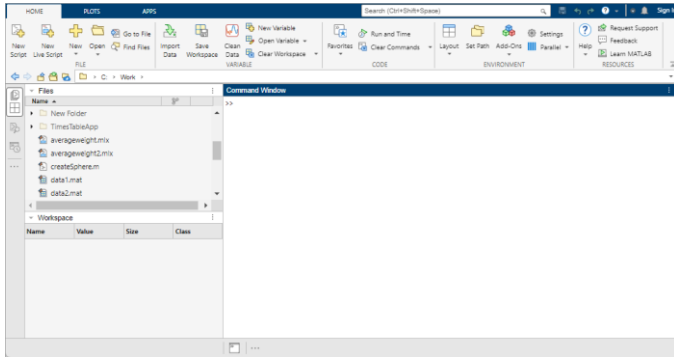 HOME PLOTS APPS Search (Ctrl+Shift+Space) Sign
New Script New Live Script New Open Go to File Find Files Import Data Save Workspace Clean Data New Variable Open Variable Clear Workspace Favorites Run and Time Clear Commands Layout Set Path Add-Ons Settings Parallel Help Request Support Feedback Learn MATLAB
FILE VARIABLE CODE ENVIRONMENT RESOURCES
C: Work
Files
Name
New Folder
TimesTableApp
averageweight.mlx
averageweight2.mlx
createSphere.m
data1.mat
data2.mat
Workspace
Name Value Size Class
Command Window
>>